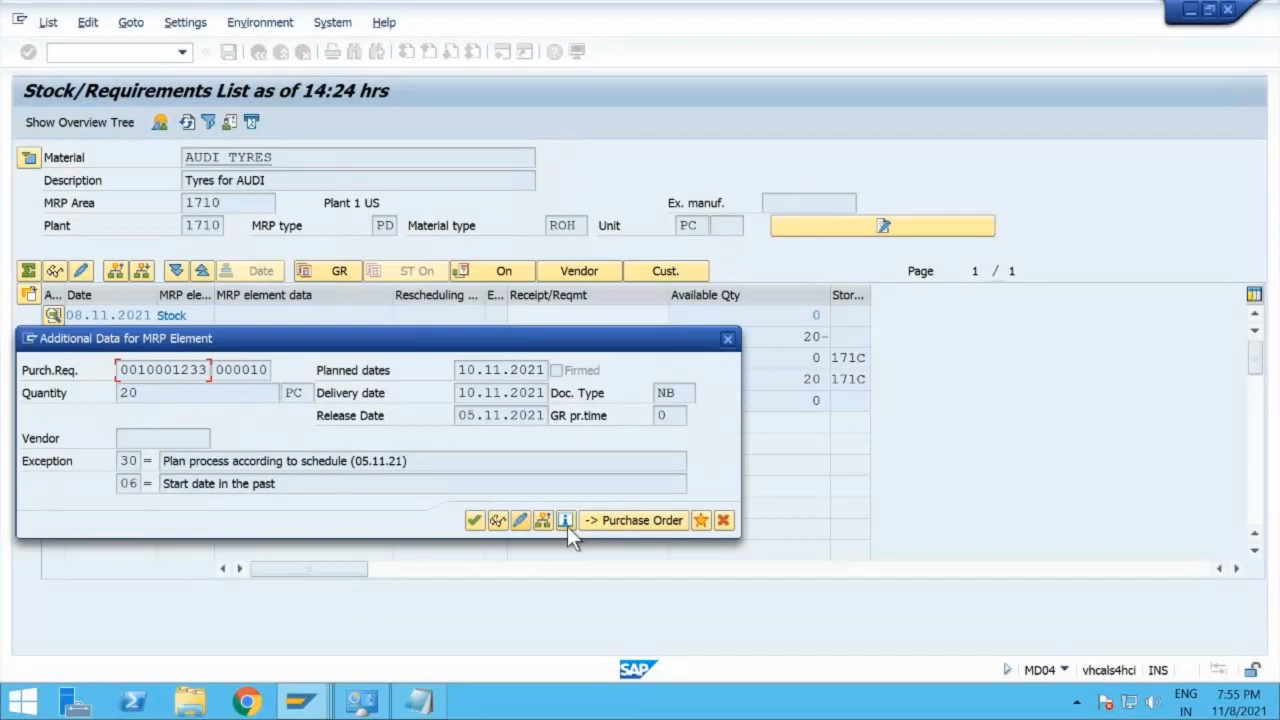 List Edit Goto Settings Environment System Help
Stock/Requirements List as of 14:24 hrs
Show Overview Tree
Material AUDI TYRES
Description Tyres for AUDI
MRP Area 1710 Plant 1 US Ex. manuf.
Plant 1710 MRP type PD Material type ROH Unit PC
Date GR ST On On Vendor Cust. Page 1 / 1
A... Date MRP ele... MRP element data Rescheduling ... E... Receipt/Reqmt Available Qty Stor...
08.11.2021 Stock 0
Additional Data for MRP Element
20-
0 171C
20 171C
0
Purch.Req. 0010001233 000010 Planned dates 10.11.2021 Firmed
Quantity 20 PC Delivery date 10.11.2021 Doc. Type NB
Release Date 05.11.2021 GR pr.time 0
Vendor
Exception 30 = Plan process according to schedule (05.11.21)
06 = Start date in the past
-> Purchase Order
SAP MD04 vhcals4hci INS
ENG 7:55 PM
IN 11/8/2021